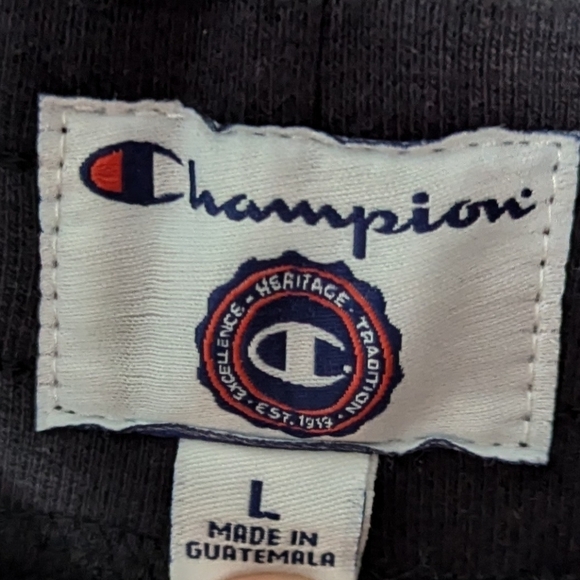 Champion
EXCELLENCE - HERITAGE · TRADITION
· EST. 1919 ·
L
MADE IN
GUATEMALA